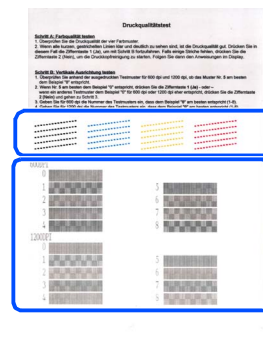 Druckqualitätstest
Schritt A: Farbqualität testen
1. Überprüfen Sie die Druckqualität der vier Farbmuster
2. Wenn alle kurzen, gestrichelten Linien klar und deutlich zu sehen sind, ist die Druckqualität gut. Drücken Sie in
diesem Fall die Zifferntaste 1 (Ja), um mit Schritt B fortzufahren. Falls einige Striche fehlen, drücken Sie die
Zifferntaste 2 (Nein), um die Druckkopfreinigung zu starten. Folgen Sie dann den Anweisungen im Display.
Schritt B: Vertikale Ausrichtung testen
1. Überprüfen Sie anhand der ausgedruckten Testmuster für 600 dpi und 1200 dpi, ob das Muster Nr. 5 am besten
dem Beispiel "0" entspricht.
2. Wenn Nr. 5 am besten dem Beispiel "0" entspricht, drücken Sie die Zifferntaste 1 (Ja) - oder -
wenn ein anderes Testmuster dem Beispiel "0" für 600 dpi oder 1200 dpi eher entspricht, drücken Sie die Zifferntaste
2 (Nein) und gehen zu Schritt 3.
3. Geben Sie für 600 dpi die Nummer des Testmusters ein, dass dem Beispiel "0" am besten entspricht (1-8).
4. Geben Sie für 1200 dpi die Nummer des Testmusters ein, dass dem Beispiel "0" am besten entspricht (1-8).
600DPI
0
1 5
2 6
3 7
4 8
1200DPI
0
1 5
2 6
3 7
4 8